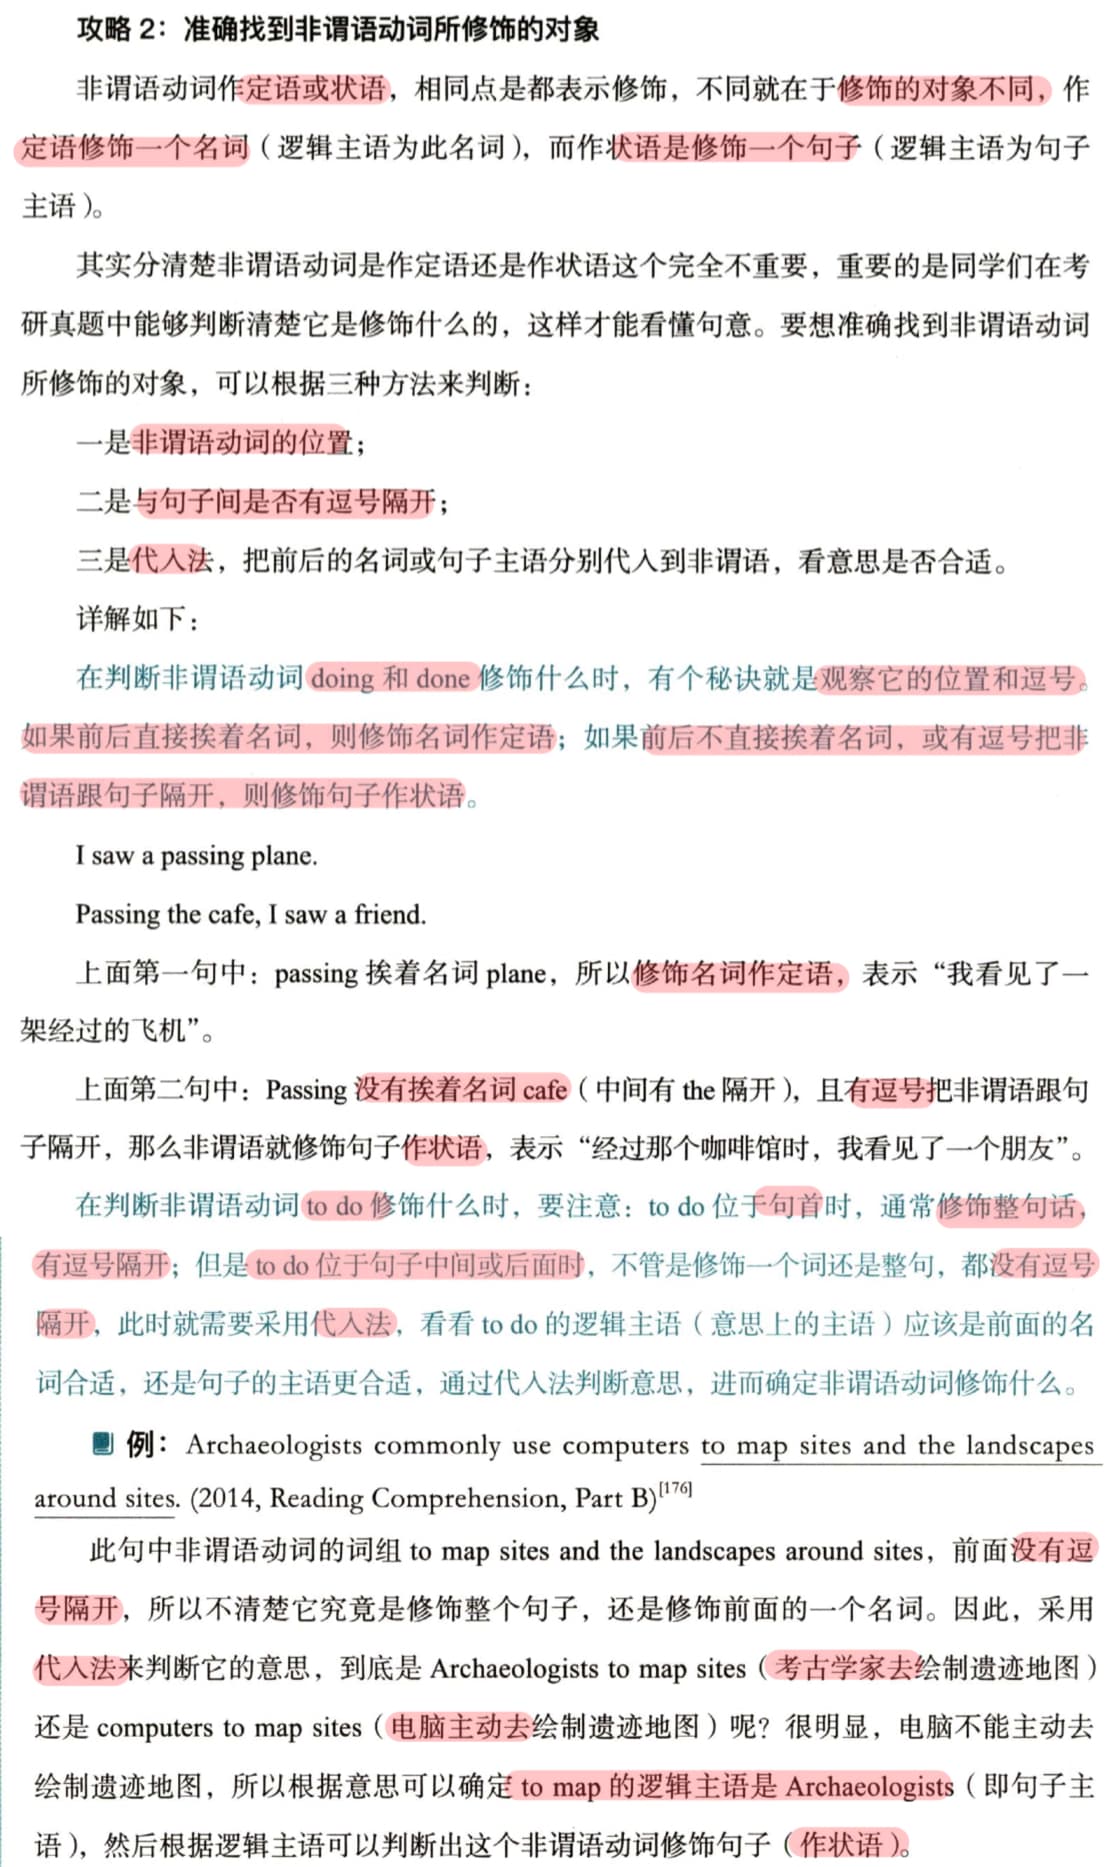 攻略 2：准确找到非谓语动词所修饰的对象
非谓语动词作定语或状语，相同点是都表示修饰，不同就在于修饰的对象不同，作
定语修饰一个名词（逻辑主语为此名词），而作状语是修饰一个句子（逻辑主语为句子
主语）。
其实分清楚非谓语动词是作定语还是作状语这个完全不重要，重要的是同学们在考
研真题中能够判断清楚它是修饰什么的，这样才能看懂句意。要想准确找到非谓语动词
所修饰的对象，可以根据三种方法来判断：
一是非谓语动词的位置；
二是与句子间是否有逗号隔开；
三是代入法，把前后的名词或句子主语分别代入到非谓语，看意思是否合适。
详解如下：
在判断非谓语动词 doing 和 done 修饰什么时，有个秘诀就是观察它的位置和逗号。
如果前后直接挨着名词，则修饰名词作定语；如果前后不直接挨着名词，或有逗号把非
谓语跟句子隔开，则修饰句子作状语。
I saw a passing plane.
Passing the cafe, I saw a friend.
上面第一句中：passing 挨着名词 plane，所以修饰名词作定语，表示“我看见了一
架经过的飞机”。
上面第二句中：Passing 没有挨着名词 cafe（中间有 the 隔开），且有逗号把非谓语跟句
子隔开，那么非谓语就修饰句子作状语，表示“经过那个咖啡馆时，我看见了一个朋友”。
在判断非谓语动词 to do 修饰什么时，要注意：to do 位于句首时，通常修饰整句话，
有逗号隔开；但是 to do 位于句子中间或后面时，不管是修饰一个词还是整句，都没有逗号
隔开，此时就需要采用代入法，看看 to do 的逻辑主语（意思上的主语）应该是前面的名
词合适，还是句子的主语更合适，通过代入法判断意思，进而确定非谓语动词修饰什么。
例：Archaeologists commonly use computers to map sites and the landscapes
around sites. (2014, Reading Comprehension, Part B)[176]
此句中非谓语动词的词组 to map sites and the landscapes around sites，前面没有逗
号隔开，所以不清楚它究竟是修饰整个句子，还是修饰前面的一个名词。因此，采用
代入法来判断它的意思，到底是 Archaeologists to map sites（考古学家去绘制遗迹地图）
还是 computers to map sites（电脑主动去绘制遗迹地图）呢？很明显，电脑不能主动去
绘制遗迹地图，所以根据意思可以确定 to map 的逻辑主语是 Archaeologists（即句子主
语），然后根据逻辑主语可以判断出这个非谓语动词修饰句子（作状语）。